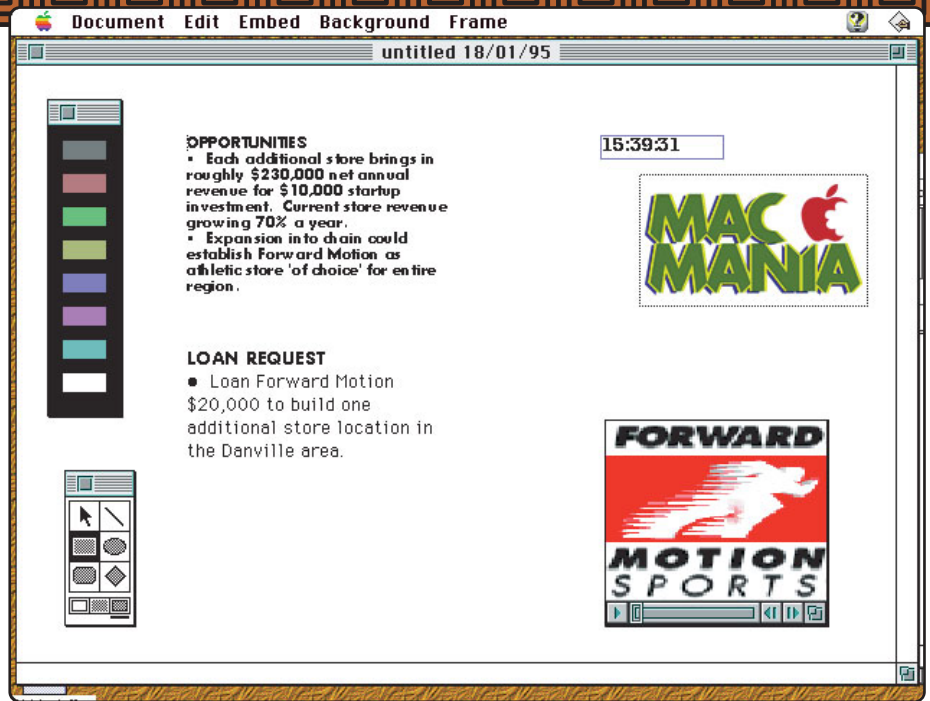 Document Edit Embed Background Frame
untitled 18/01/95
OPPORTUNITIES
• Each additional store brings in
roughly $230,000 net annual
revenue for $10,000 startup
investment. Current store revenue
growing 70% a year.
• Expansion into chain could
establish Forward Motion as
athletic store 'of choice' for entire
region.
15:39:31
MAC
MANIA
LOAN REQUEST
• Loan Forward Motion
$20,000 to build one
additional store location in
the Danville area.
FORWARD
MOTION
SPORTS